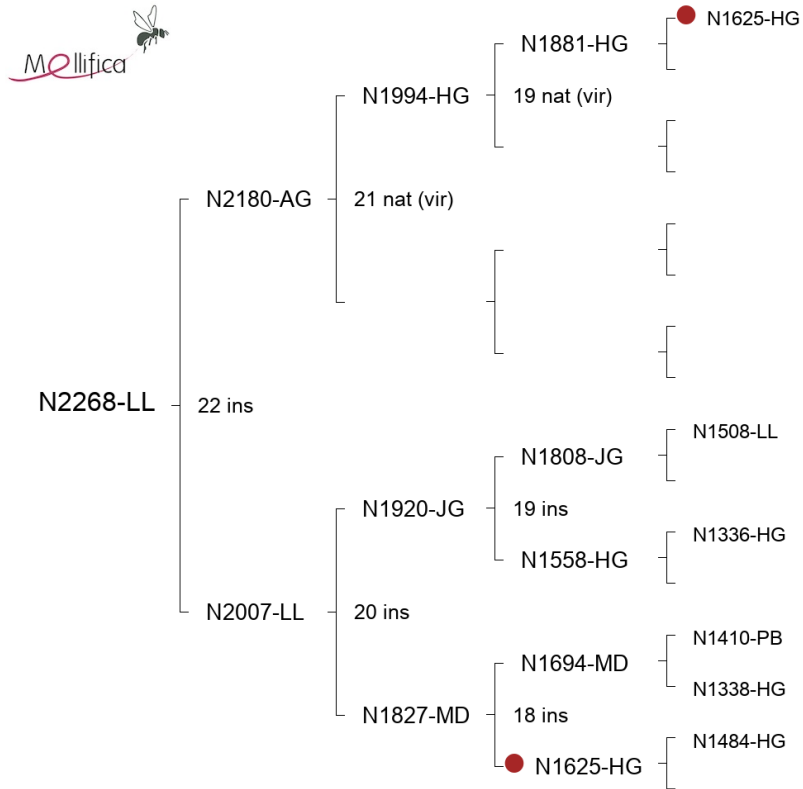 Mellifica
N1625-HG
N1881-HG
N1994-HG
19 nat (vir)
N2180-AG
21 nat (vir)
N2268-LL
22 ins
N1508-LL
N1808-JG
N1920-JG
19 ins
N1336-HG
N1558-HG
N2007-LL
20 ins
N1410-PB
N1694-MD
N1338-HG
N1827-MD
18 ins
N1484-HG
N1625-HG